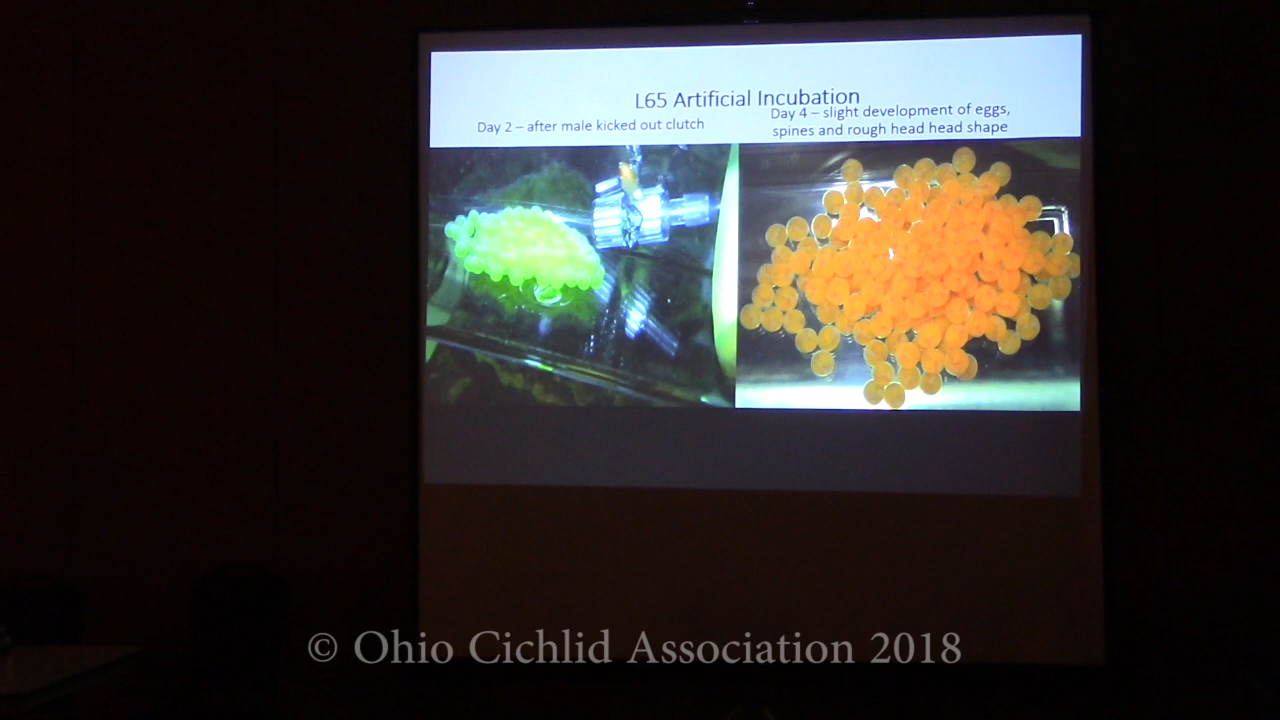 L65 Artificial Incubation
Day 2 – after male kicked out clutch
Day 4 – slight development of eggs,
spines and rough head head shape
© Ohio Cichlid Association 2018